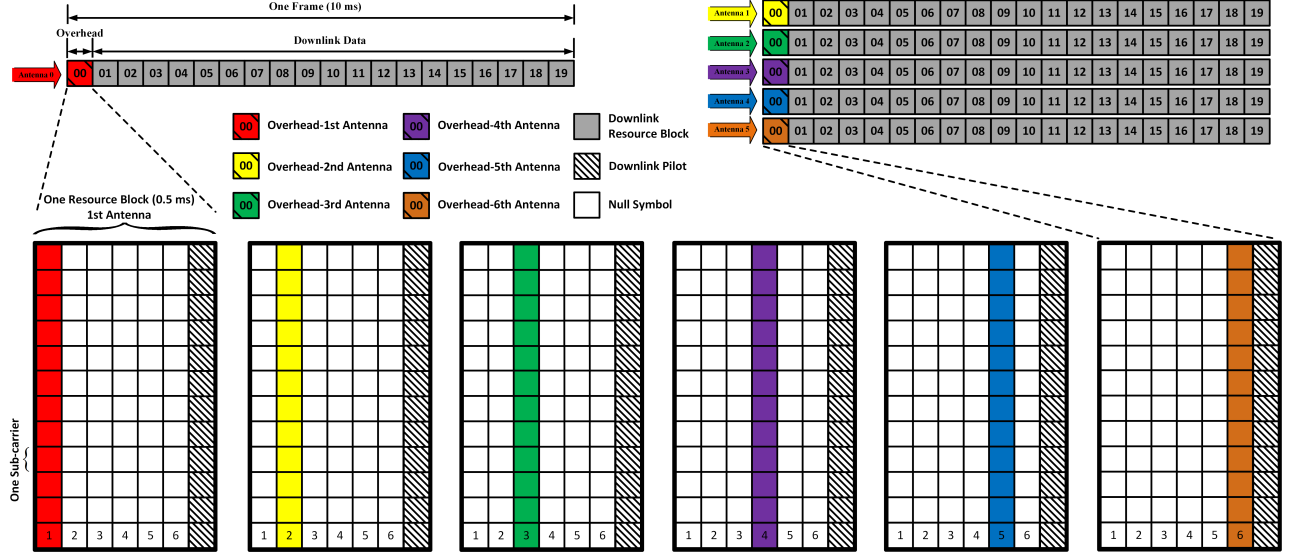 One Frame (10 ms)
Overhead
Downlink Data
Antenna 0
00 01 02 03 04 05 06 07 08 09 10 11 12 13 14 15 16 17 18 19
Antenna 1
00 01 02 03 04 05 06 07 08 09 10 11 12 13 14 15 16 17 18 19
Antenna 2
00 01 02 03 04 05 06 07 08 09 10 11 12 13 14 15 16 17 18 19
Antenna 3
00 01 02 03 04 05 06 07 08 09 10 11 12 13 14 15 16 17 18 19
Antenna 4
00 01 02 03 04 05 06 07 08 09 10 11 12 13 14 15 16 17 18 19
Antenna 5
00 01 02 03 04 05 06 07 08 09 10 11 12 13 14 15 16 17 18 19
00 Overhead-1st Antenna
00 Overhead-2nd Antenna
00 Overhead-3rd Antenna
00 Overhead-4th Antenna
00 Overhead-5th Antenna
00 Overhead-6th Antenna
Downlink
Resource Block
Downlink Pilot
Null Symbol
One Resource Block (0.5 ms)
1st Antenna
One Sub-carrier
1 2 3 4 5 6
1 2 3 4 5 6
1 2 3 4 5 6
1 2 3 4 5 6
1 2 3 4 5 6
1 2 3 4 5 6